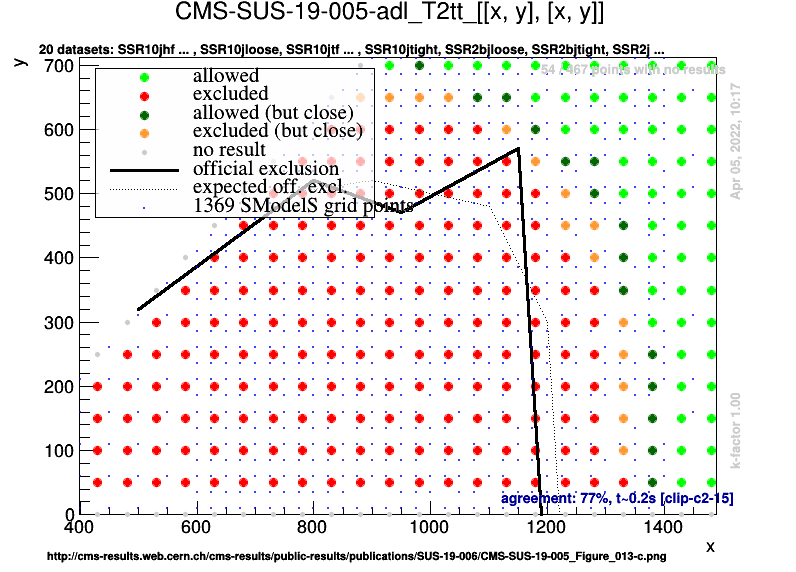 CMS-SUS-19-005-adl_T2tt_[[x, y], [x, y]]
20 datasets: SSR10jhf ... , SSR10jloose, SSR10jtf ... , SSR10jtight, SSR2bjloose, SSR2bjtight, SSR2j ...
y
700
600
500
400
300
200
100
0
54 / 467 points with no results
allowed
excluded
allowed (but close)
excluded (but close)
no result
official exclusion
expected off. excl.
1369 SModelS grid points
Apr 05, 2022, 10:17
k-factor 1.00
agreement: 77%, t~0.2s [clip-c2-15]
400 600 800 1000 1200 1400
x
http://cms-results.web.cern.ch/cms-results/public-results/publications/SUS-19-006/CMS-SUS-19-005_Figure_013-c.png